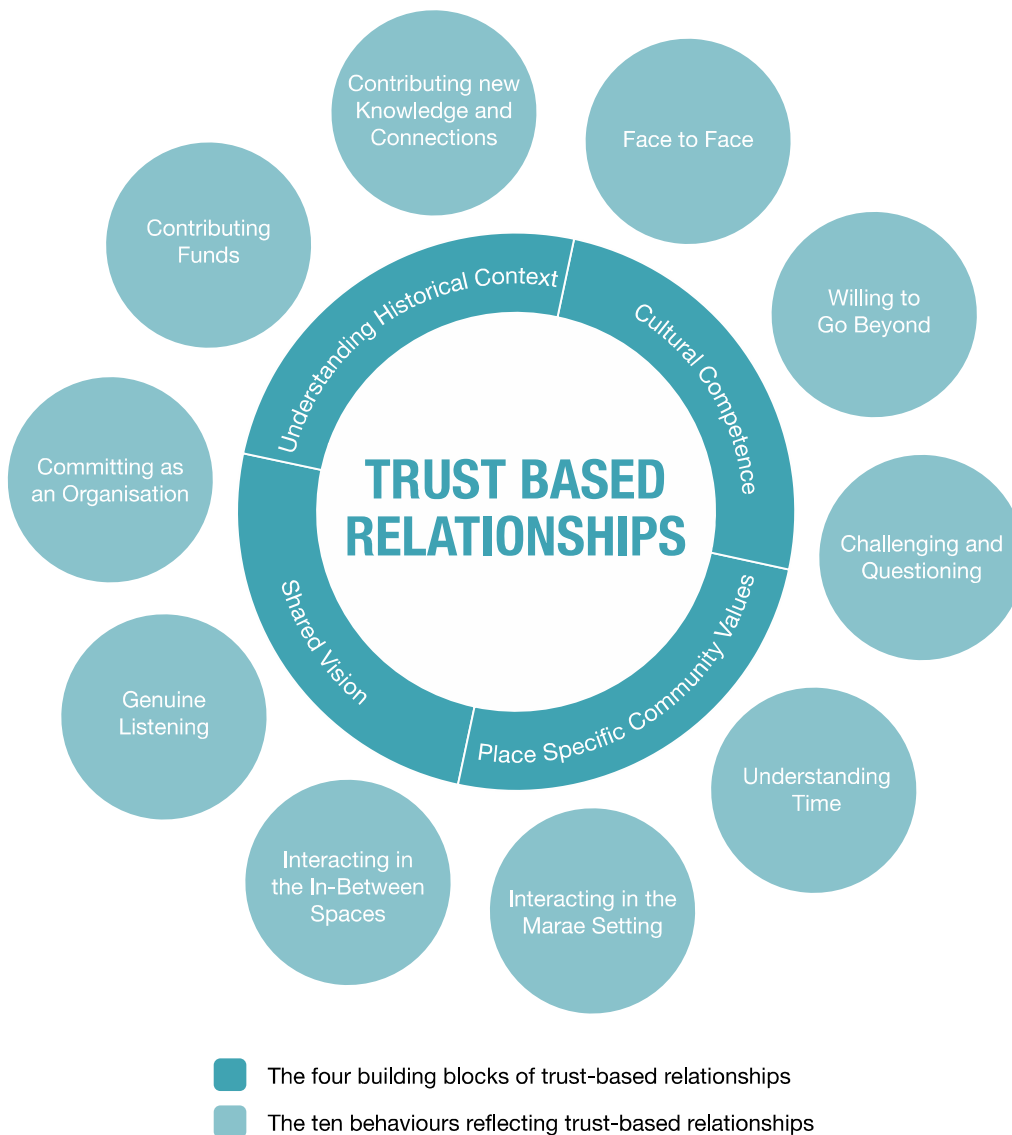 Contributing new
Knowledge and
Connections
Face to Face
Willing to
Go Beyond
Challenging and
Questioning
Understanding
Time
Interacting in the
Marae Setting
Interacting in
the In-Between
Spaces
Genuine
Listening
Committing as
an Organisation
Contributing
Funds
Understanding Historical Context
Cultural Competence
Place Specific Community Values
Shared Vision
TRUST BASED
RELATIONSHIPS
The four building blocks of trust-based relationships
The ten behaviours reflecting trust-based relationships